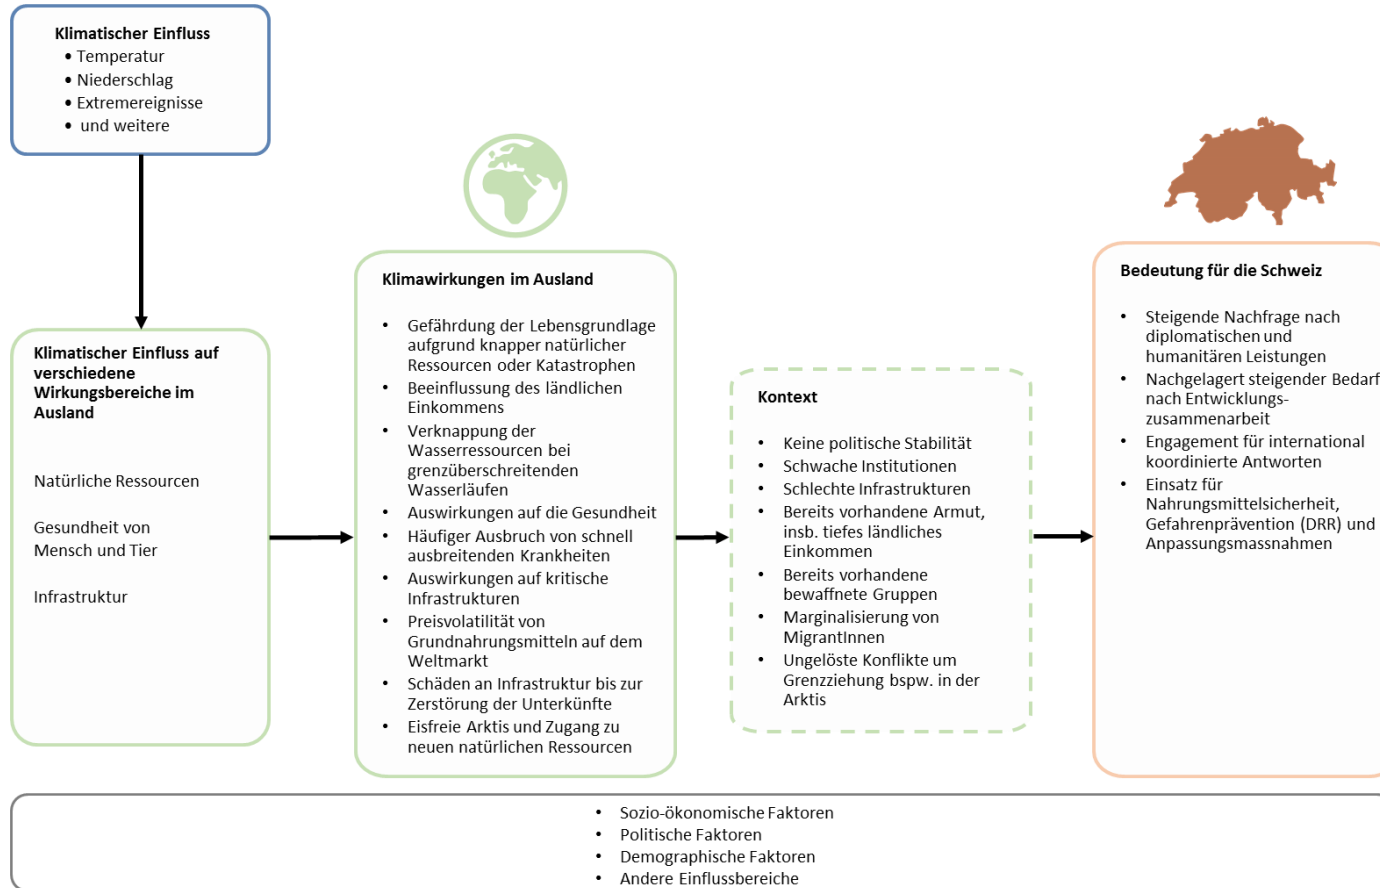 Klimatischer Einfluss
• Temperatur
• Niederschlag
• Extremereignisse
• und weitere
Klimatischer Einfluss auf
verschiedene
Wirkungsbereiche im
Ausland
Natürliche Ressourcen
Gesundheit von
Mensch und Tier
Infrastruktur
Klimawirkungen im Ausland
• Gefährdung der Lebensgrundlage
aufgrund knapper natürlicher
Ressourcen oder Katastrophen
• Beeinflussung des ländlichen
Einkommens
• Verknappung der
Wasserressourcen bei
grenzüberschreitenden
Wasserläufen
• Auswirkungen auf die Gesundheit
• Häufiger Ausbruch von schnell
ausbreitenden Krankheiten
• Auswirkungen auf kritische
Infrastrukturen
• Preisvolatilität von
Grundnahrungsmitteln auf dem
Weltmarkt
• Schäden an Infrastruktur bis zur
Zerstörung der Unterkünfte
• Eisfreie Arktis und Zugang zu
neuen natürlichen Ressourcen
Kontext
• Keine politische Stabilität
• Schwache Institutionen
• Schlechte Infrastrukturen
• Bereits vorhandene Armut,
insb. tiefes ländliches
Einkommen
• Bereits vorhandene
bewaffnete Gruppen
• Marginalisierung von
MigrantInnen
• Ungelöste Konflikte um
Grenzziehung bspw. in der
Arktis
Bedeutung für die Schweiz
• Steigende Nachfrage nach
diplomatischen und
humanitären Leistungen
• Nachgelagert steigender Bedarf
nach Entwicklungs-
zusammenarbeit
• Engagement für international
koordinierte Antworten
• Einsatz für
Nahrungsmittelsicherheit,
Gefahrenprävention (DRR) und
Anpassungsmassnahmen
• Sozio-ökonomische Faktoren
• Politische Faktoren
• Demographische Faktoren
• Andere Einflussbereiche